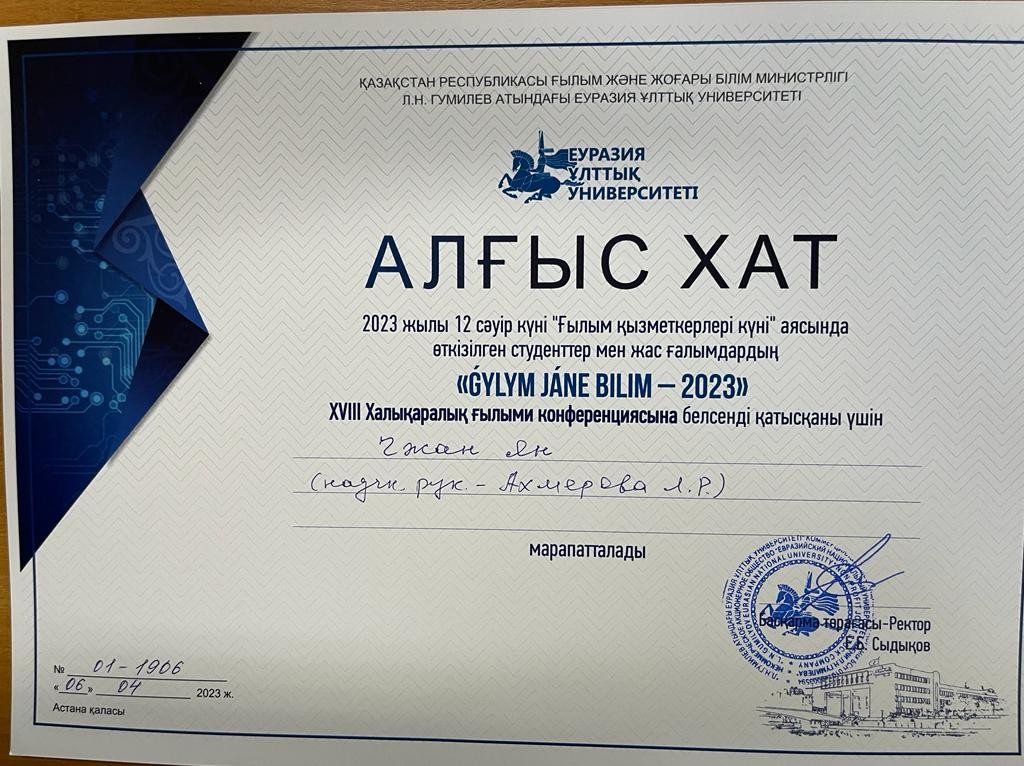 ҚАЗАҚСТАН РЕСПУБЛИКАСЫ ҒЫЛЫМ ЖӘНЕ ЖОҒАРЫ БІЛІМ МИНИСТРЛІГІ
Л.Н. ГУМИЛЕВ АТЫНДАҒЫ ЕУРАЗИЯ ҰЛТТЫҚ УНИВЕРСИТЕТІ
ЕУРАЗИЯ
ҰЛТТЫҚ
УНИВЕРСИТЕТІ
АЛҒЫС ХАТ
2023 жылы 12 сәуір күні "Ғылым қызметкерлері күні" аясында
өткізілген студенттер мен жас ғалымдардың
«ǴYLYM JÁNE BILIM – 2023»
XVIII Халықаралық ғылыми конференциясына белсенді қатысқаны үшін
Чжан Ян
(научн. рук. - Ахмерова Л.Р.)
марапатталады
Басқарма төрағасы-Ректор
Е.Б. Сыдықов
№ 01-1906
«06» 04 2023 ж.
Астана қаласы